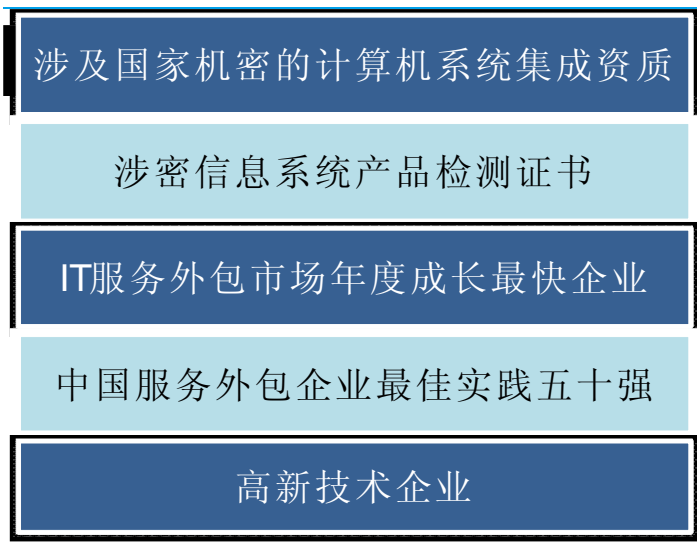 涉及国家机密的计算机系统集成资质
涉密信息系统产品检测证书
IT服务外包市场年度成长最快企业
中国服务外包企业最佳实践五十强
高新技术企业